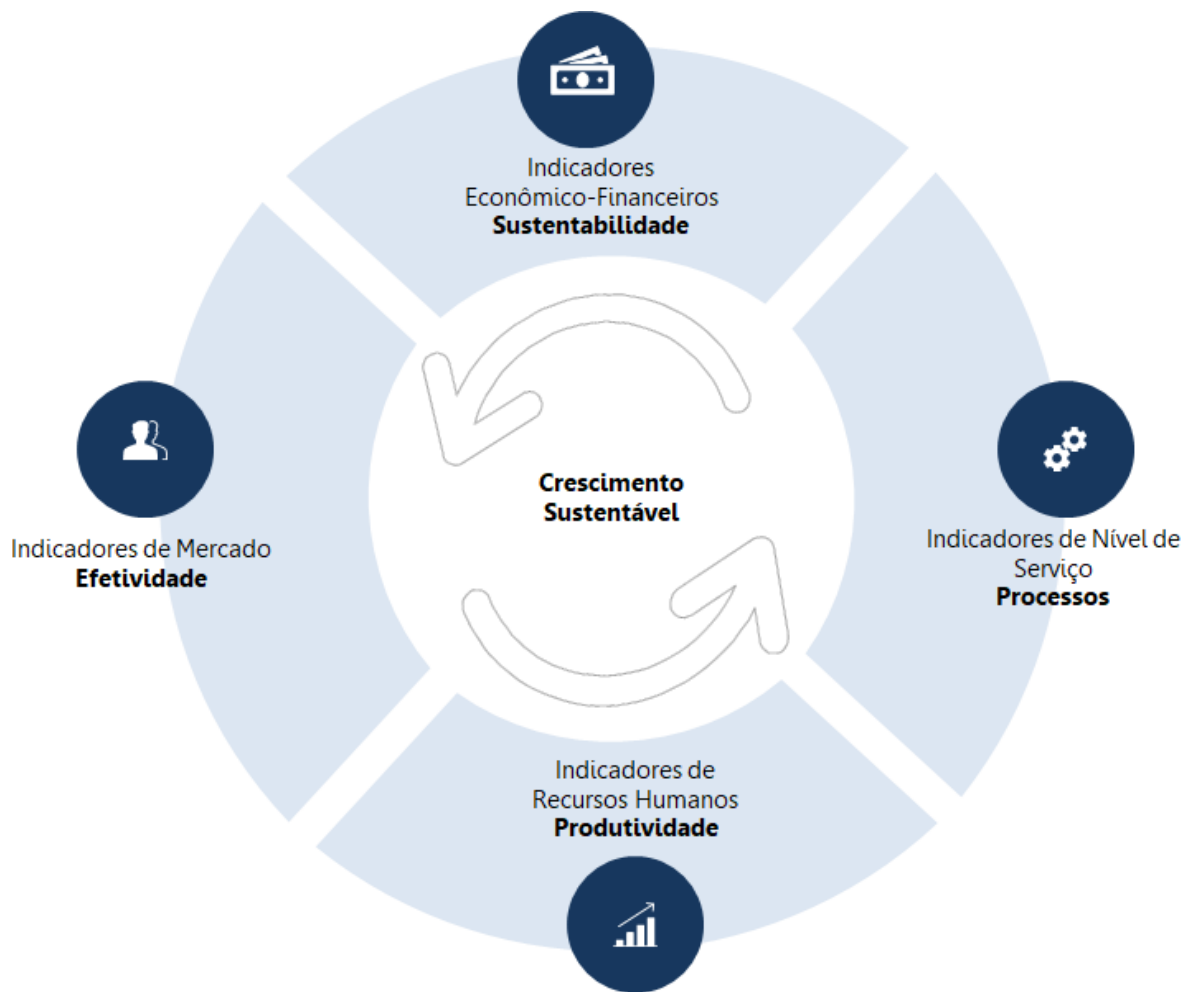 Indicadores
Econômico-Financeiros
Sustentabilidade
Crescimento
Sustentável
Indicadores de Mercado
Efetividade
Indicadores de Nível de
Serviço
Processos
Indicadores de
Recursos Humanos
Produtividade